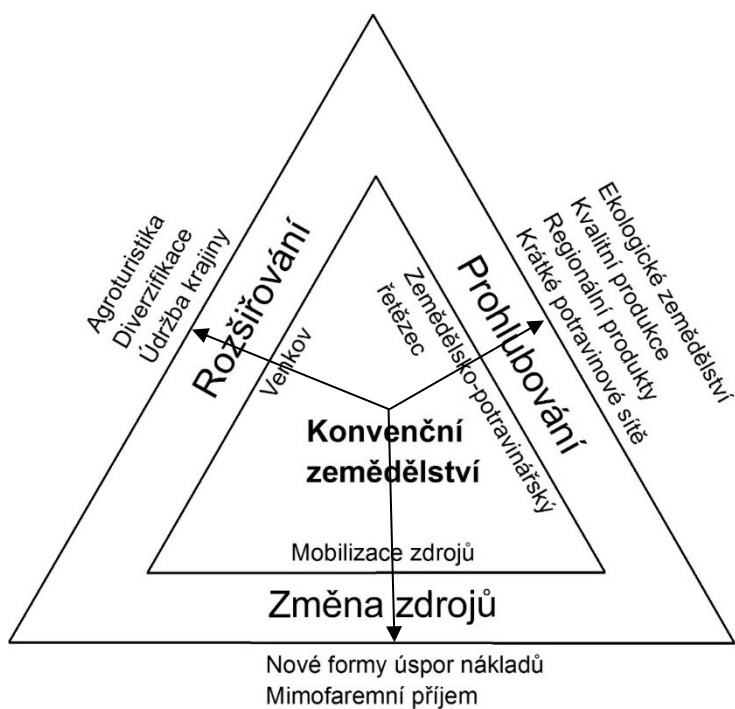 Agroturistika
Diverzifikace
Údržba krajiny
Rozšiřování
Venkov
Ekologické zemědělství
Kvalitní produkce
Regionální produkty
Krátké potravinové sítě
Prohlubování
Zemědělsko-potravinářský
řetězec
Konvenční
zemědělství
Mobilizace zdrojů
Změna zdrojů
Nové formy úspor nákladů
Mimofaremní příjem